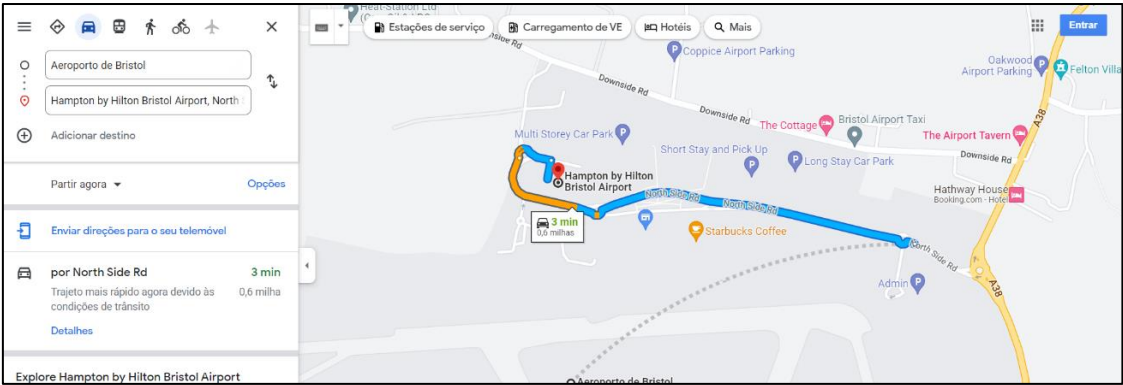 Aeroporto de Bristol
Hampton by Hilton Bristol Airport, North
Adicionar destino
Partir agora
Opções
Enviar direções para o seu telemóvel
por North Side Rd
3 min
Trajeto mais rápido agora devido às
condições de trânsito
0,6 milha
Detalhes
Explore Hampton by Hilton Bristol Airport
Heat-Station Ltd
Estações de serviço
Carregamento de VE
Hotéis
Mais
Entrar
Coppice Airport Parking
Oakwood
Airport Parking
Felton Villa
Downside Rd
Downside Rd
The Cottage
Bristol Airport Taxi
The Airport Tavern
A38
Multi Storey Car Park
Short Stay and Pick Up
Long Stay Car Park
Downside Rd
Hampton by Hilton
Bristol Airport
Hathway House
Booking.com · Hotel
North Side Rd
North Side Rd
3 min
0,6 milhas
Starbucks Coffee
North Side Rd
Admin
A38
Aeroporto de Bristol